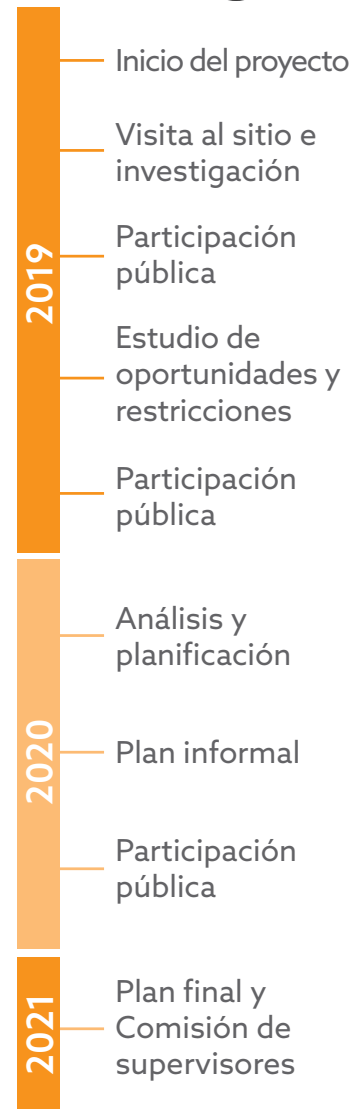 2019
Inicio del proyecto
Visita al sitio e
investigación
Participación
pública
Estudio de
oportunidades y
restricciones
Participación
pública
2020
Análisis y
planificación
Plan informal
Participación
pública
2021
Plan final y
Comisión de
supervisores